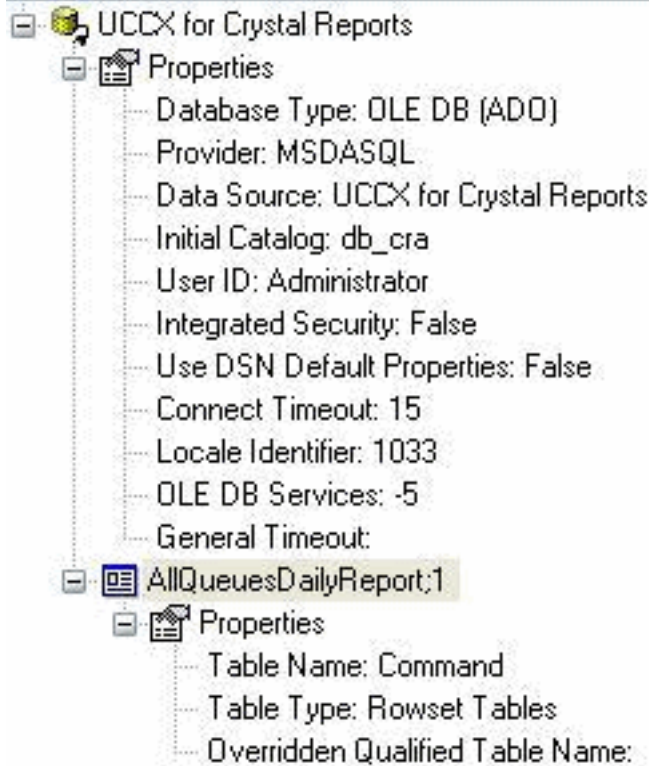 UCCX for Crystal Reports
Properties
Database Type: OLE DB (ADO)
Provider: MSDASQL
Data Source: UCCX for Crystal Reports
Initial Catalog: db_cra
User ID: Administrator
Integrated Security: False
Use DSN Default Properties: False
Connect Timeout: 15
Locale Identifier: 1033
OLE DB Services: -5
General Timeout:
AllQueuesDailyReport;1
Properties
Table Name: Command
Table Type: Rowset Tables
Overridden Qualified Table Name: